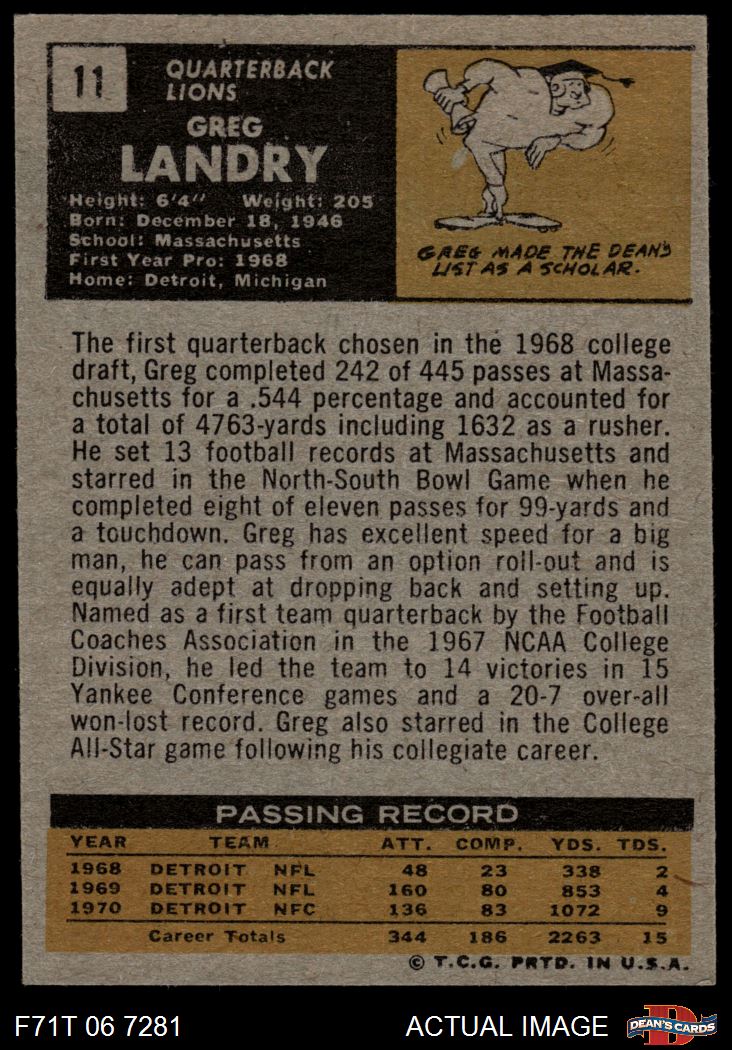 11
QUARTERBACK
LIONS
GREG
LANDRY
Height: 6'4" Weight: 205
Born: December 18, 1946
School: Massachusetts
First Year Pro: 1968
Home: Detroit, Michigan
GREG MADE THE DEAN'S
LIST AS A SCHOLAR.
The first quarterback chosen in the 1968 college
draft, Greg completed 242 of 445 passes at Massa-
chusetts for a .544 percentage and accounted for
a total of 4763-yards including 1632 as a rusher.
He set 13 football records at Massachusetts and
starred in the North-South Bowl Game when he
completed eight of eleven passes for 99-yards and
a touchdown. Greg has excellent speed for a big
man, he can pass from an option roll-out and is
equally adept at dropping back and setting up.
Named as a first team quarterback by the Football
Coaches Association in the 1967 NCAA College
Division, he led the team to 14 victories in 15
Yankee Conference games and a 20-7 over-all
won-lost record. Greg also starred in the College
All-Star game following his collegiate career.
PASSING RECORD
YEAR TEAM ATT. COMP. YDS. TDS.
1968 DETROIT NFL 48 23 338 2
1969 DETROIT NFL 160 80 853 4
1970 DETROIT NFC 136 83 1072 9
Career Totals 344 186 2263 15
© T.C.G. PRTD. IN U.S.A.
F71T 06 7281 ACTUAL IMAGE D DEAN'S CARDS